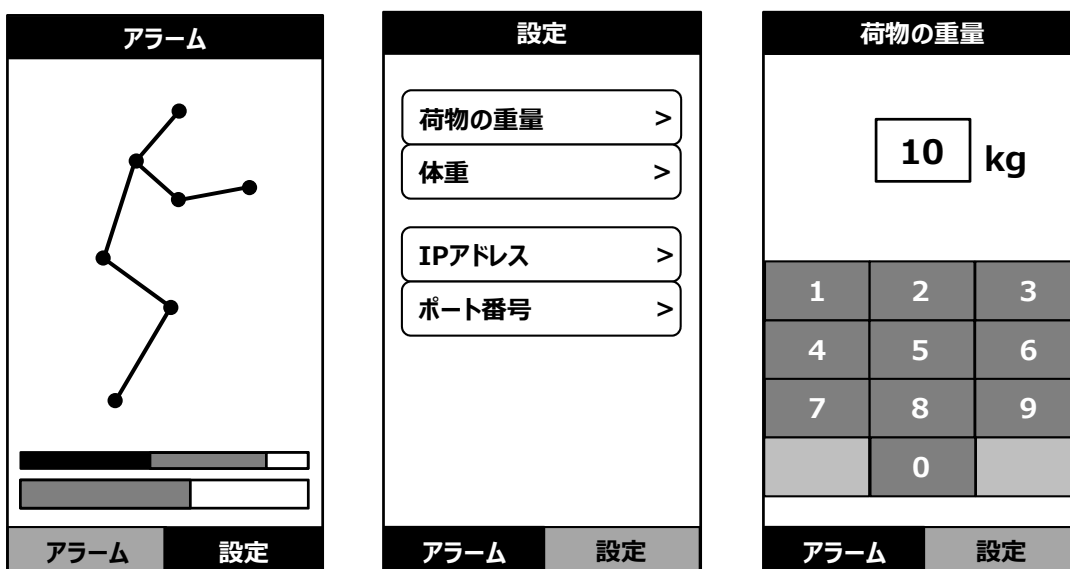 アラーム
アラーム 設定
設定
荷物の重量 >
体重 >
IPアドレス >
ポート番号 >
アラーム 設定
荷物の重量
10 kg
1 2 3
4 5 6
7 8 9
0
アラーム 設定